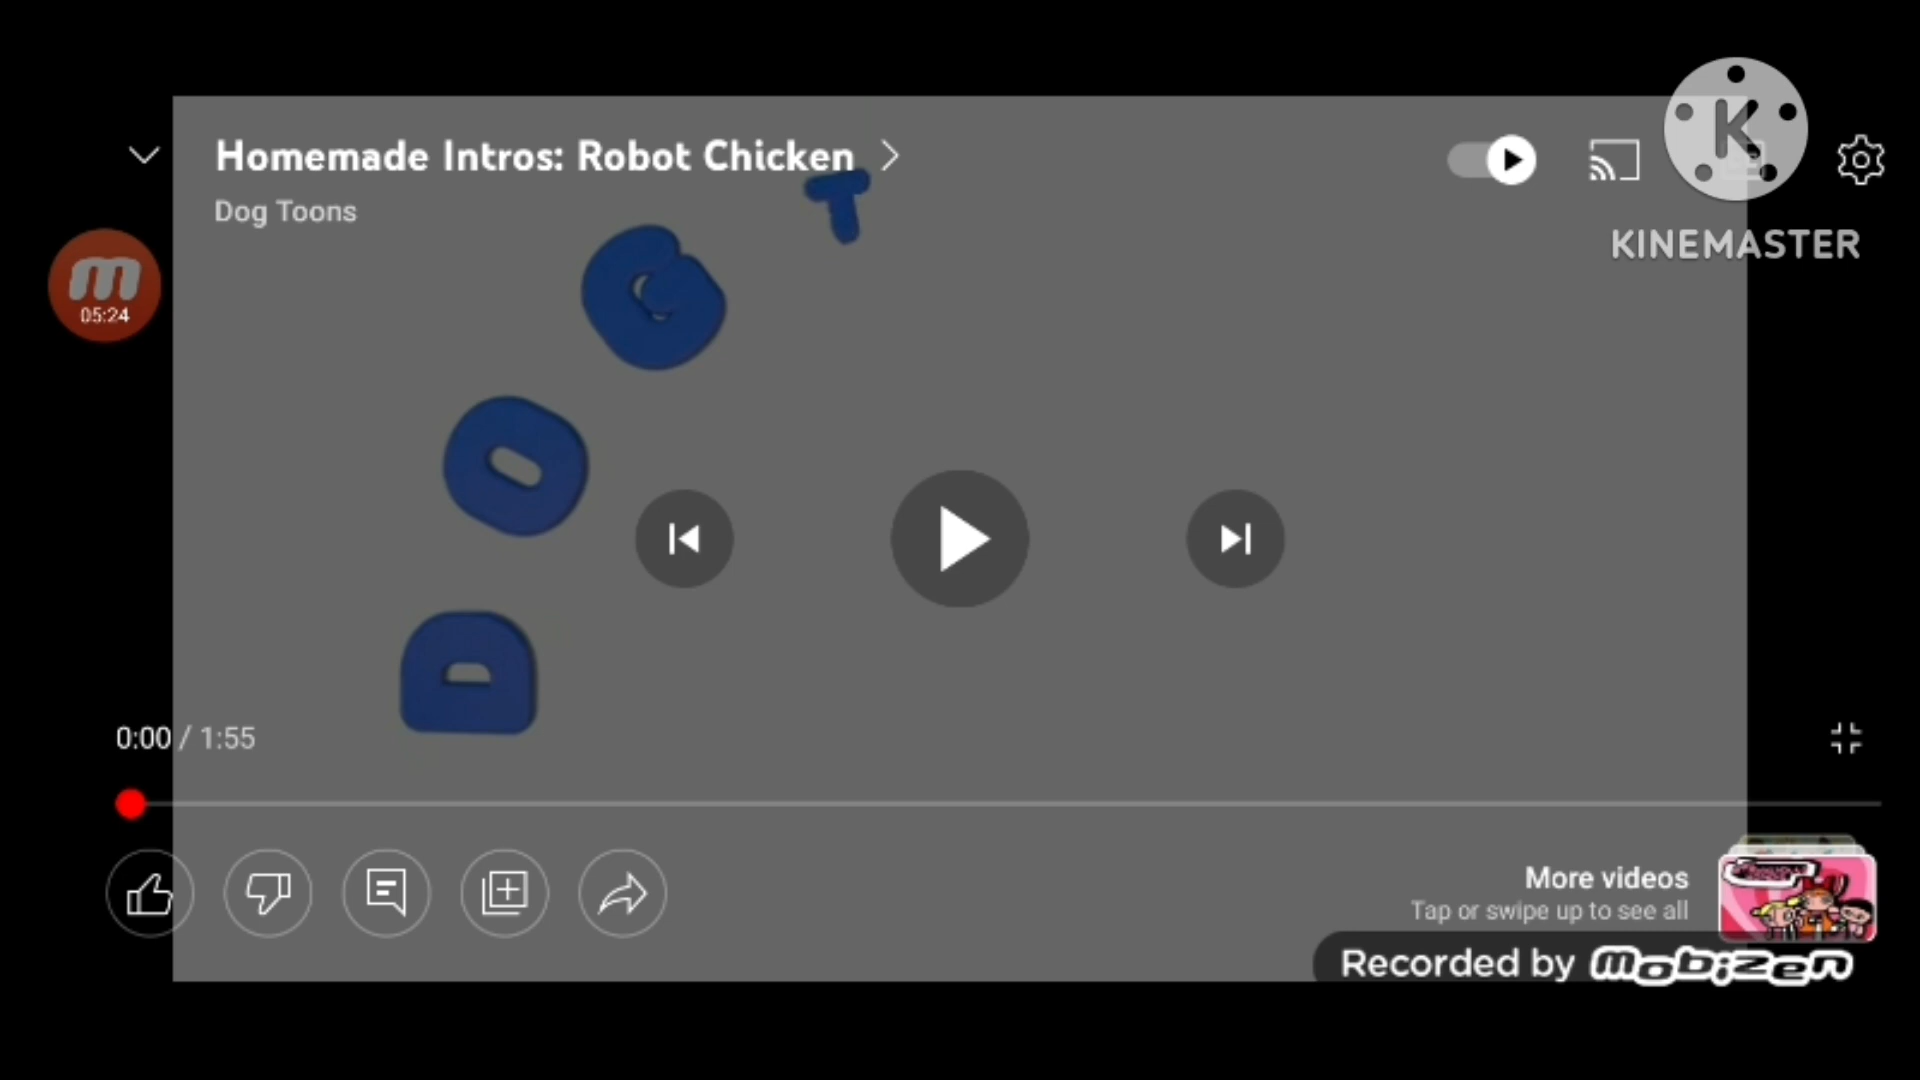 Homemade Intros: Robot Chicken
Dog Toons
K
KINEMASTER
m
05:24
T
C
O
D
0:00 / 1:55
More videos
Tap or swipe up to see all
Recorded by mobizen